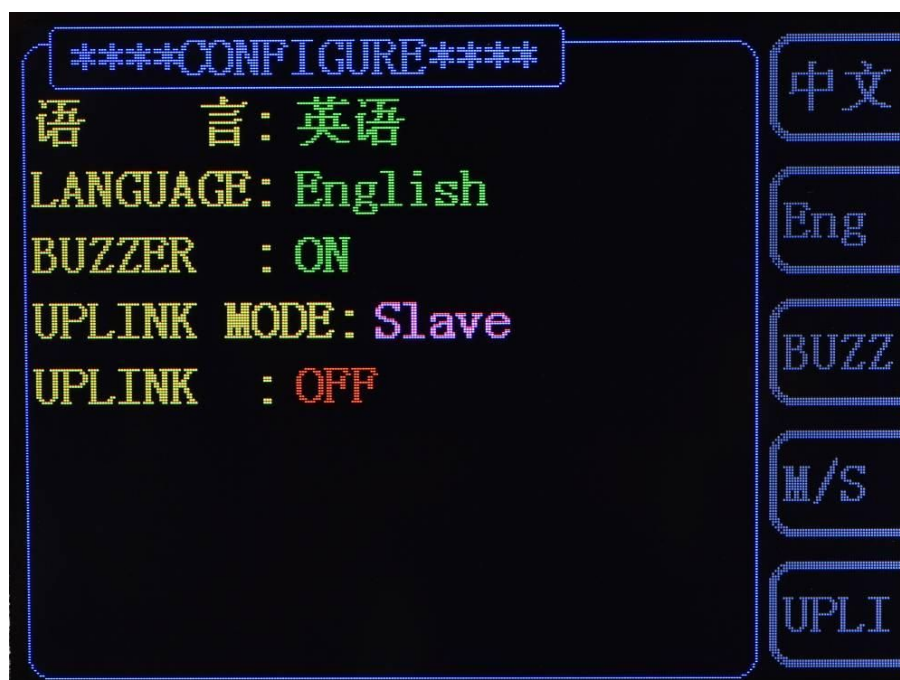 ****CONFIGURE****
语 言: 英语
LANGUAGE: English
BUZZER : ON
UPLINK MODE: Slave
UPLINK : OFF
中文
Eng
BUZZ
M/S
UPLI